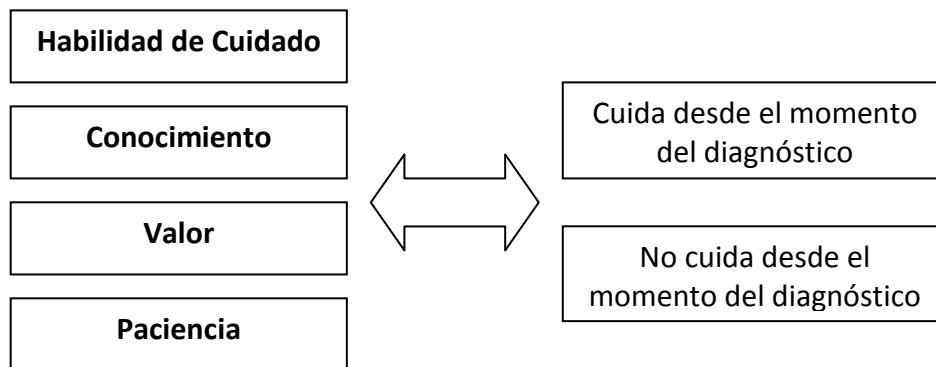 Habilidad de Cuidado
Conocimiento
Valor
Paciencia
Cuida desde el momento
del diagnóstico
No cuida desde el
momento del diagnóstico